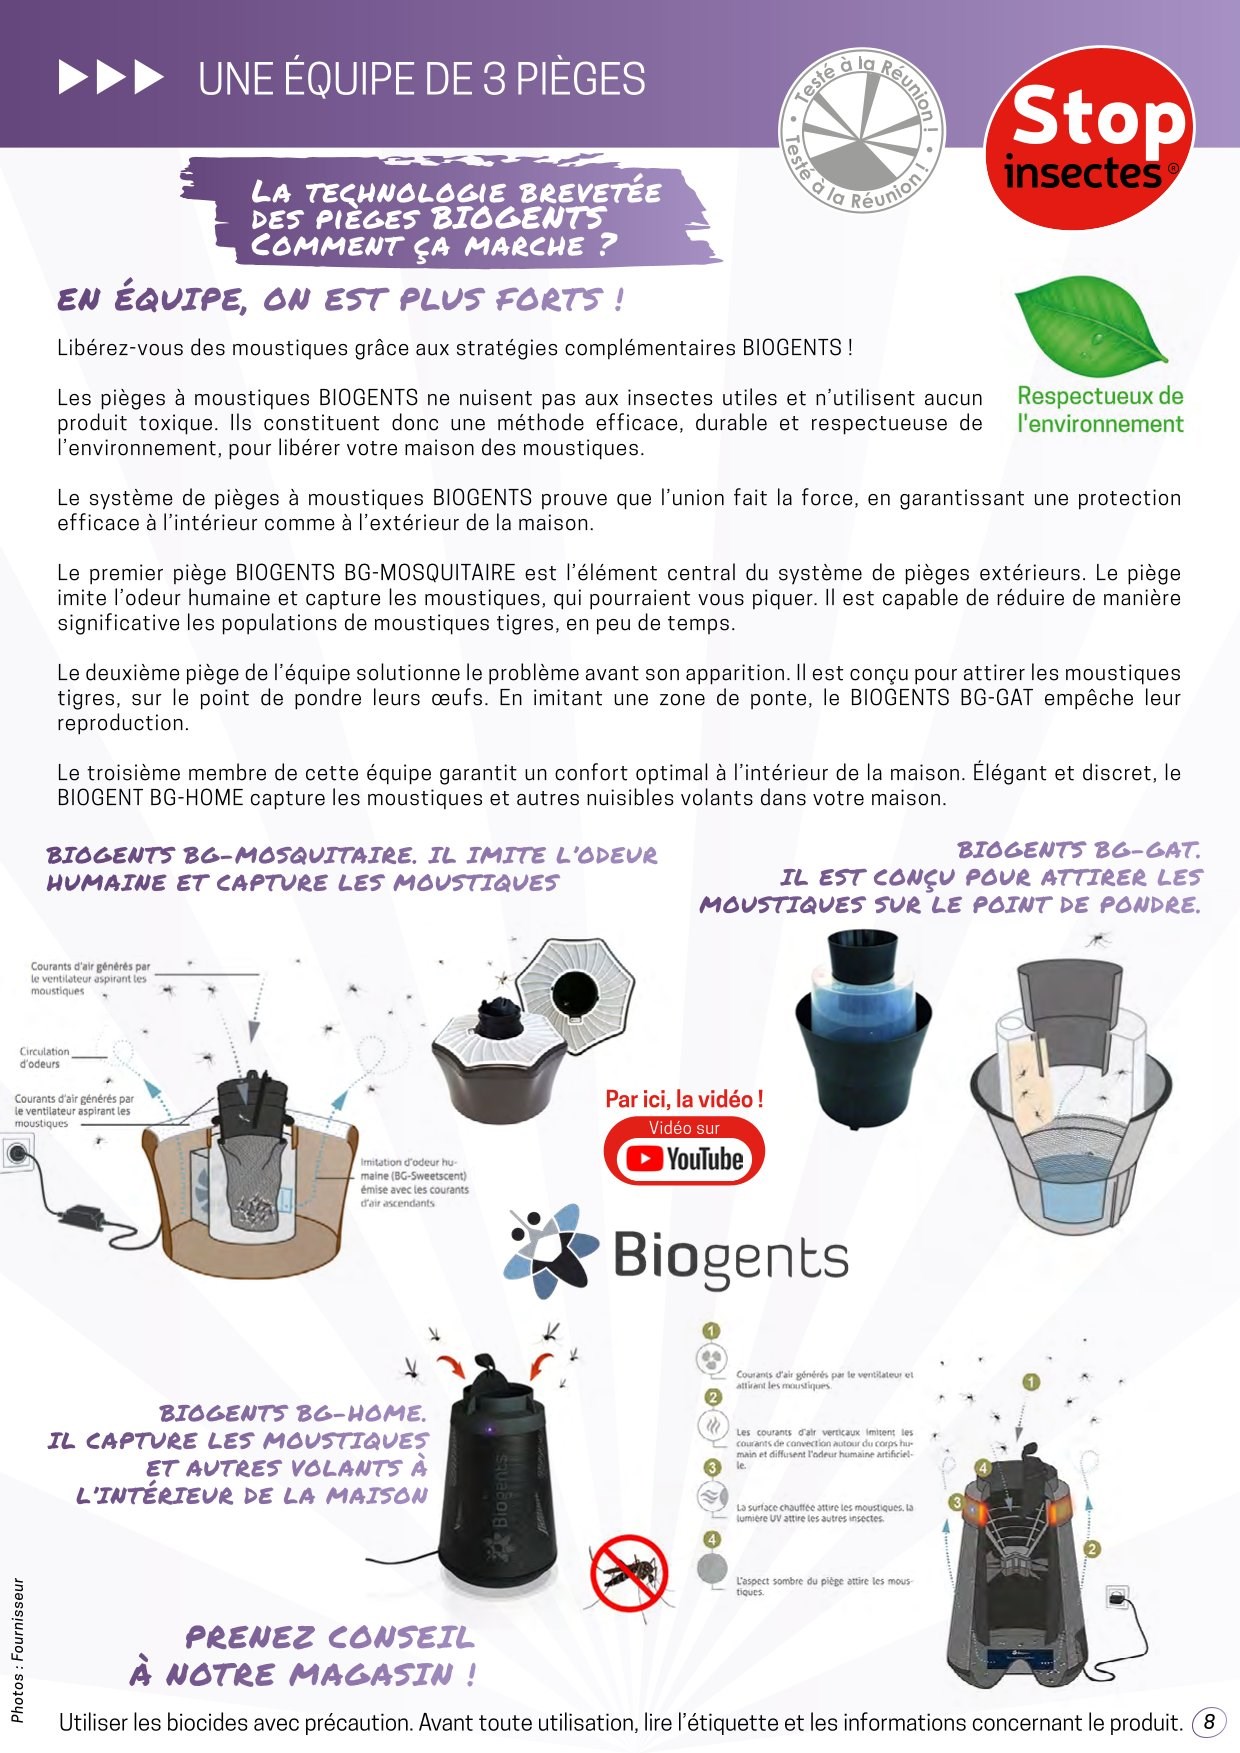 UNE ÉQUIPE DE 3 PIÈGES
• Testé à la Réunion !
• Testé à la Réunion !
Stop
insectes®
LA TECHNOLOGIE BREVETÉE
DES PIÈGES BIOGENTS
COMMENT ÇA MARCHE ?
EN ÉQUIPE, ON EST PLUS FORTS !
Libérez-vous des moustiques grâce aux stratégies complémentaires BIOGENTS !
Les pièges à moustiques BIOGENTS ne nuisent pas aux insectes utiles et n’utilisent aucun
produit toxique. Ils constituent donc une méthode efficace, durable et respectueuse de
l’environnement, pour libérer votre maison des moustiques.
Respectueux de
l'environnement
Le système de pièges à moustiques BIOGENTS prouve que l’union fait la force, en garantissant une protection
efficace à l’intérieur comme à l’extérieur de la maison.
Le premier piège BIOGENTS BG-MOSQUITAIRE est l’élément central du système de pièges extérieurs. Le piège
imite l’odeur humaine et capture les moustiques, qui pourraient vous piquer. Il est capable de réduire de manière
significative les populations de moustiques tigres, en peu de temps.
Le deuxième piège de l’équipe solutionne le problème avant son apparition. Il est conçu pour attirer les moustiques
tigres, sur le point de pondre leurs œufs. En imitant une zone de ponte, le BIOGENTS BG-GAT empêche leur
reproduction.
Le troisième membre de cette équipe garantit un confort optimal à l’intérieur de la maison. Élégant et discret, le
BIOGENT BG-HOME capture les moustiques et autres nuisibles volants dans votre maison.
BIOGENTS BG-MOSQUITAIRE. IL IMITE L’ODEUR
HUMAINE ET CAPTURE LES MOUSTIQUES
BIOGENTS BG-GAT.
IL EST CONÇU POUR ATTIRER LES
MOUSTIQUES SUR LE POINT DE PONDRE.
Courants d’air générés par
le ventilateur aspirant les
moustiques
Circulation
d’odeurs
Courants d’air générés par
le ventilateur aspirant les
moustiques
Imitation d’odeur hu-
maine (BG-Sweetscent)
émise avec les courants
d’air ascendants
Par ici, la vidéo !
Vidéo sur
YouTube
Biogents
BIOGENTS BG-HOME.
IL CAPTURE LES MOUSTIQUES
ET AUTRES VOLANTS À
L’INTÉRIEUR DE LA MAISON
Biogents
1
Courants d’air générés par le ventilateur et
attirant les moustiques.
2
Les courants d’air verticaux imitent les
courants de convection autour du corps hu-
main et diffusent l’odeur humaine artificiel-
le.
3
La surface chauffée attire les moustiques, la
lumière UV attire les autres insectes.
4
L’aspect sombre du piège attire les mous-
tiques.
1
4
3
2
PRENEZ CONSEIL
À NOTRE MAGASIN !
Photos : Fournisseur
Utiliser les biocides avec précaution. Avant toute utilisation, lire l’étiquette et les informations concernant le produit.
8